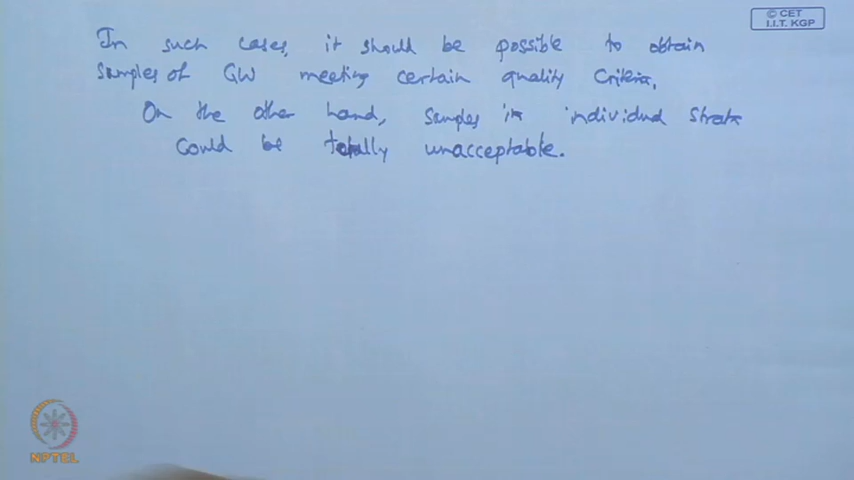 © CET
I.I.T. KGP
In such cases, it should be possible to obtain
samples of GW meeting certain quality criteria.
On the other hand, samples in individual strata
could be totally unacceptable.
NPTEL